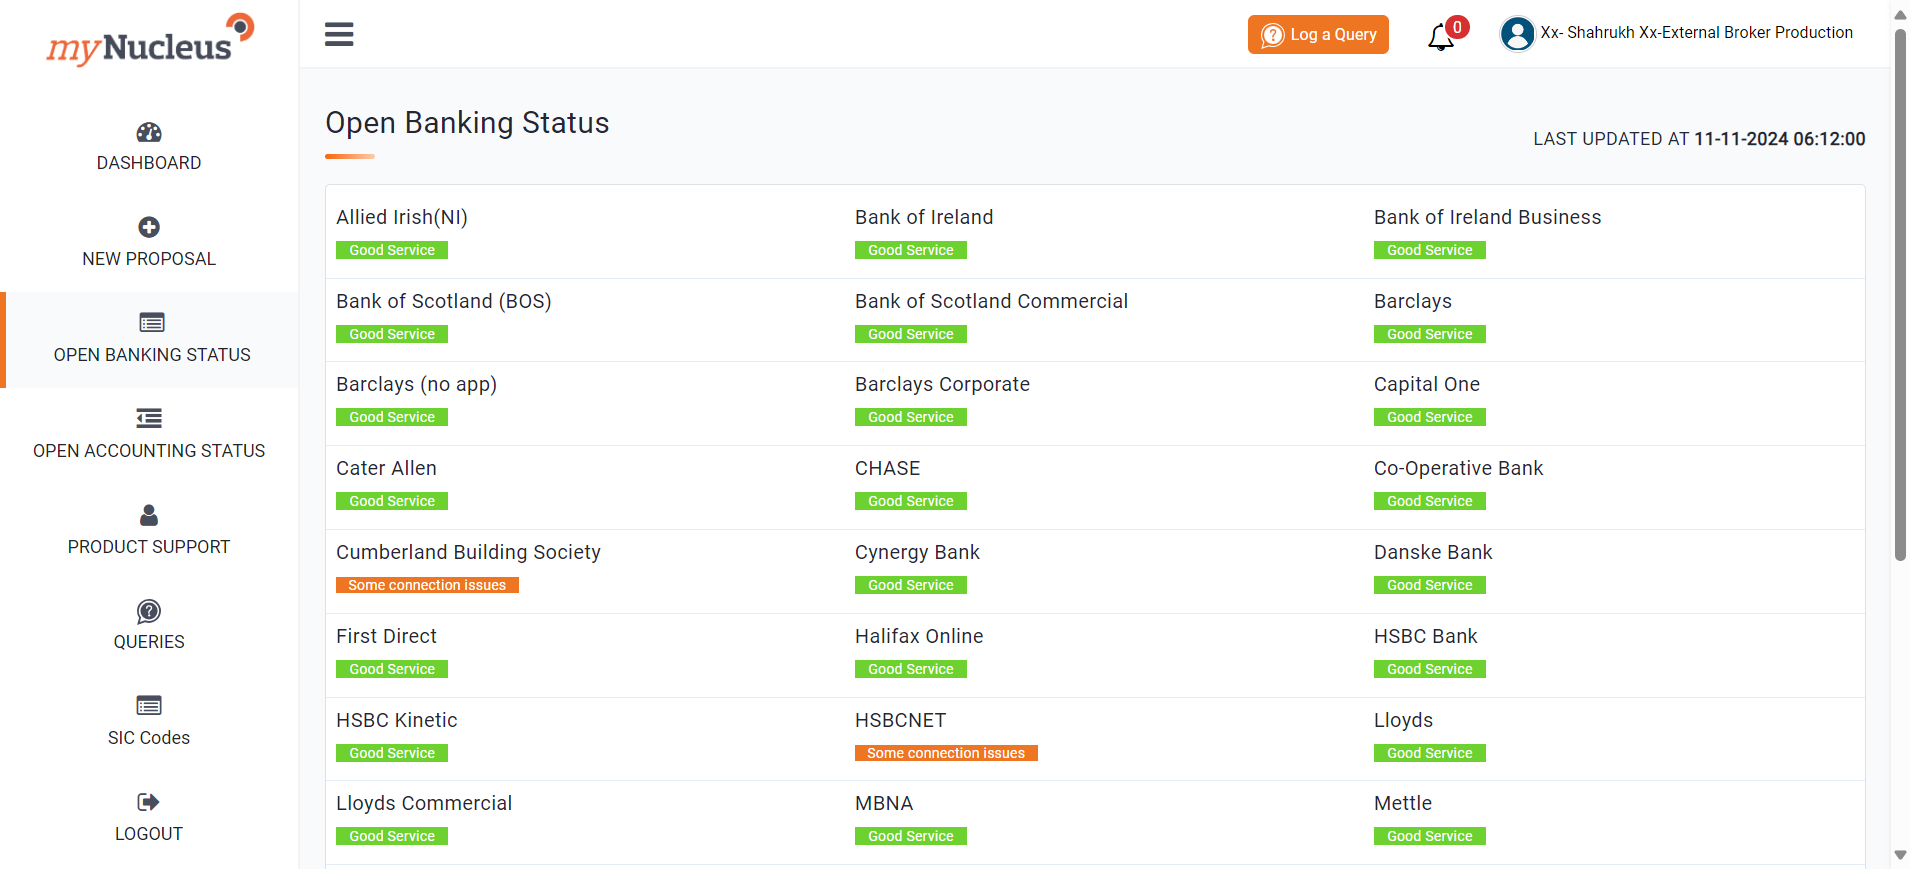 myNucleus
Log a Query
0
Xx- Shahrukh Xx-External Broker Production
DASHBOARD
NEW PROPOSAL
OPEN BANKING STATUS
OPEN ACCOUNTING STATUS
PRODUCT SUPPORT
QUERIES
SIC Codes
LOGOUT
Open Banking Status
LAST UPDATED AT 11-11-2024 06:12:00
Allied Irish(NI)
Good Service
Bank of Ireland
Good Service
Bank of Ireland Business
Good Service
Bank of Scotland (BOS)
Good Service
Bank of Scotland Commercial
Good Service
Barclays
Good Service
Barclays (no app)
Good Service
Barclays Corporate
Good Service
Capital One
Good Service
Cater Allen
Good Service
CHASE
Good Service
Co-Operative Bank
Good Service
Cumberland Building Society
Some connection issues
Cynergy Bank
Good Service
Danske Bank
Good Service
First Direct
Good Service
Halifax Online
Good Service
HSBC Bank
Good Service
HSBC Kinetic
Good Service
HSBCNET
Some connection issues
Lloyds
Good Service
Lloyds Commercial
Good Service
MBNA
Good Service
Mettle
Good Service